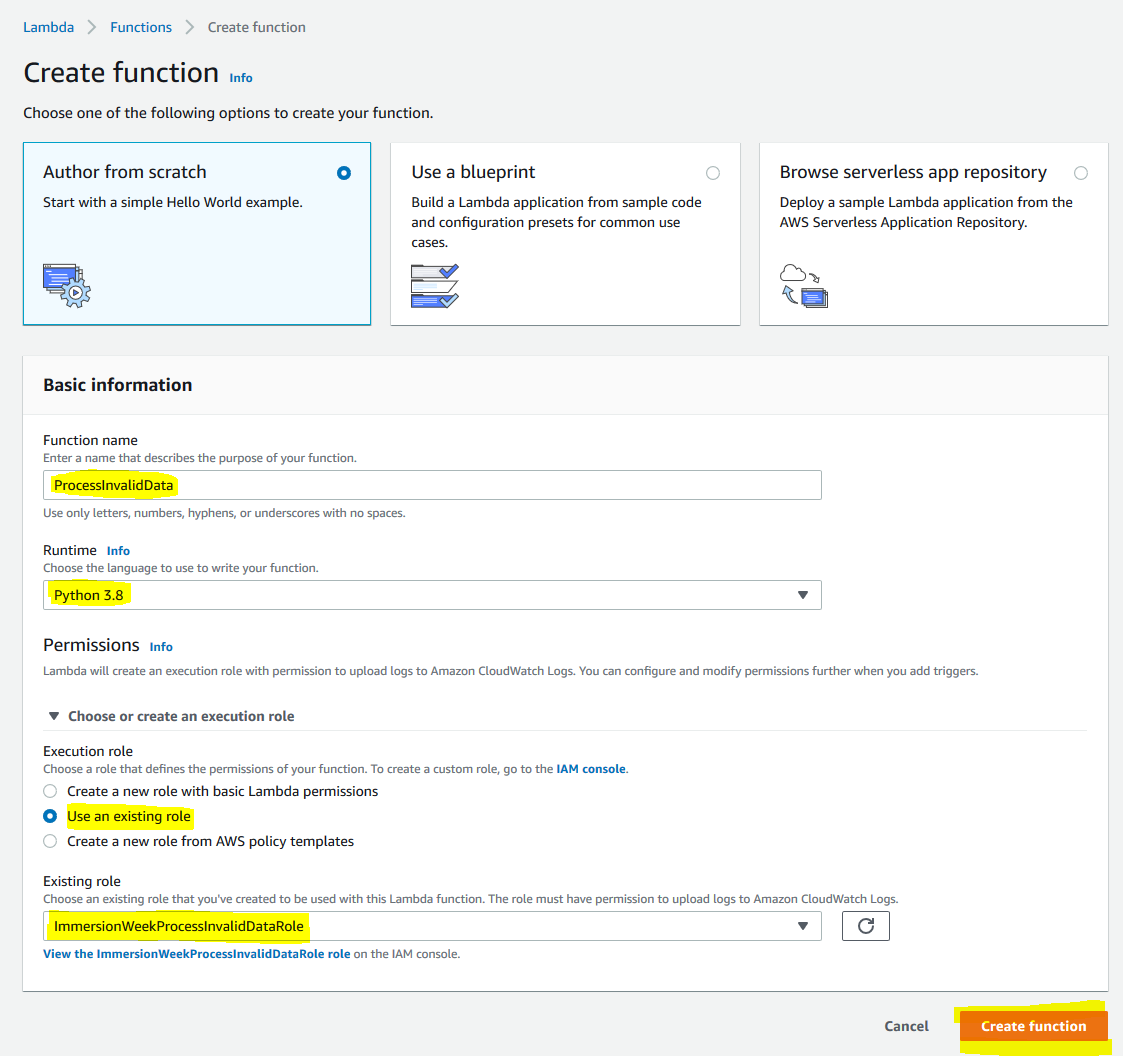 Lambda > Functions > Create function
Create function Info
Choose one of the following options to create your function.
Author from scratch
Start with a simple Hello World example.
Use a blueprint
Build a Lambda application from sample code
and configuration presets for common use
cases.
Browse serverless app repository
Deploy a sample Lambda application from the
AWS Serverless Application Repository.
Basic information
Function name
Enter a name that describes the purpose of your function.
ProcessInvalidData
Use only letters, numbers, hyphens, or underscores with no spaces.
Runtime Info
Choose the language to use to write your function.
Python 3.8
Permissions Info
Lambda will create an execution role with permission to upload logs to Amazon CloudWatch Logs. You can configure and modify permissions further when you add triggers.
Choose or create an execution role
Execution role
Choose a role that defines the permissions of your function. To create a custom role, go to the IAM console.
Create a new role with basic Lambda permissions
Use an existing role
Create a new role from AWS policy templates
Existing role
Choose an existing role that you've created to be used with this Lambda function. The role must have permission to upload logs to Amazon CloudWatch Logs.
ImmersionWeekProcessInvalidDataRole
View the ImmersionWeekProcessInvalidDataRole role on the IAM console.
Cancel Create function